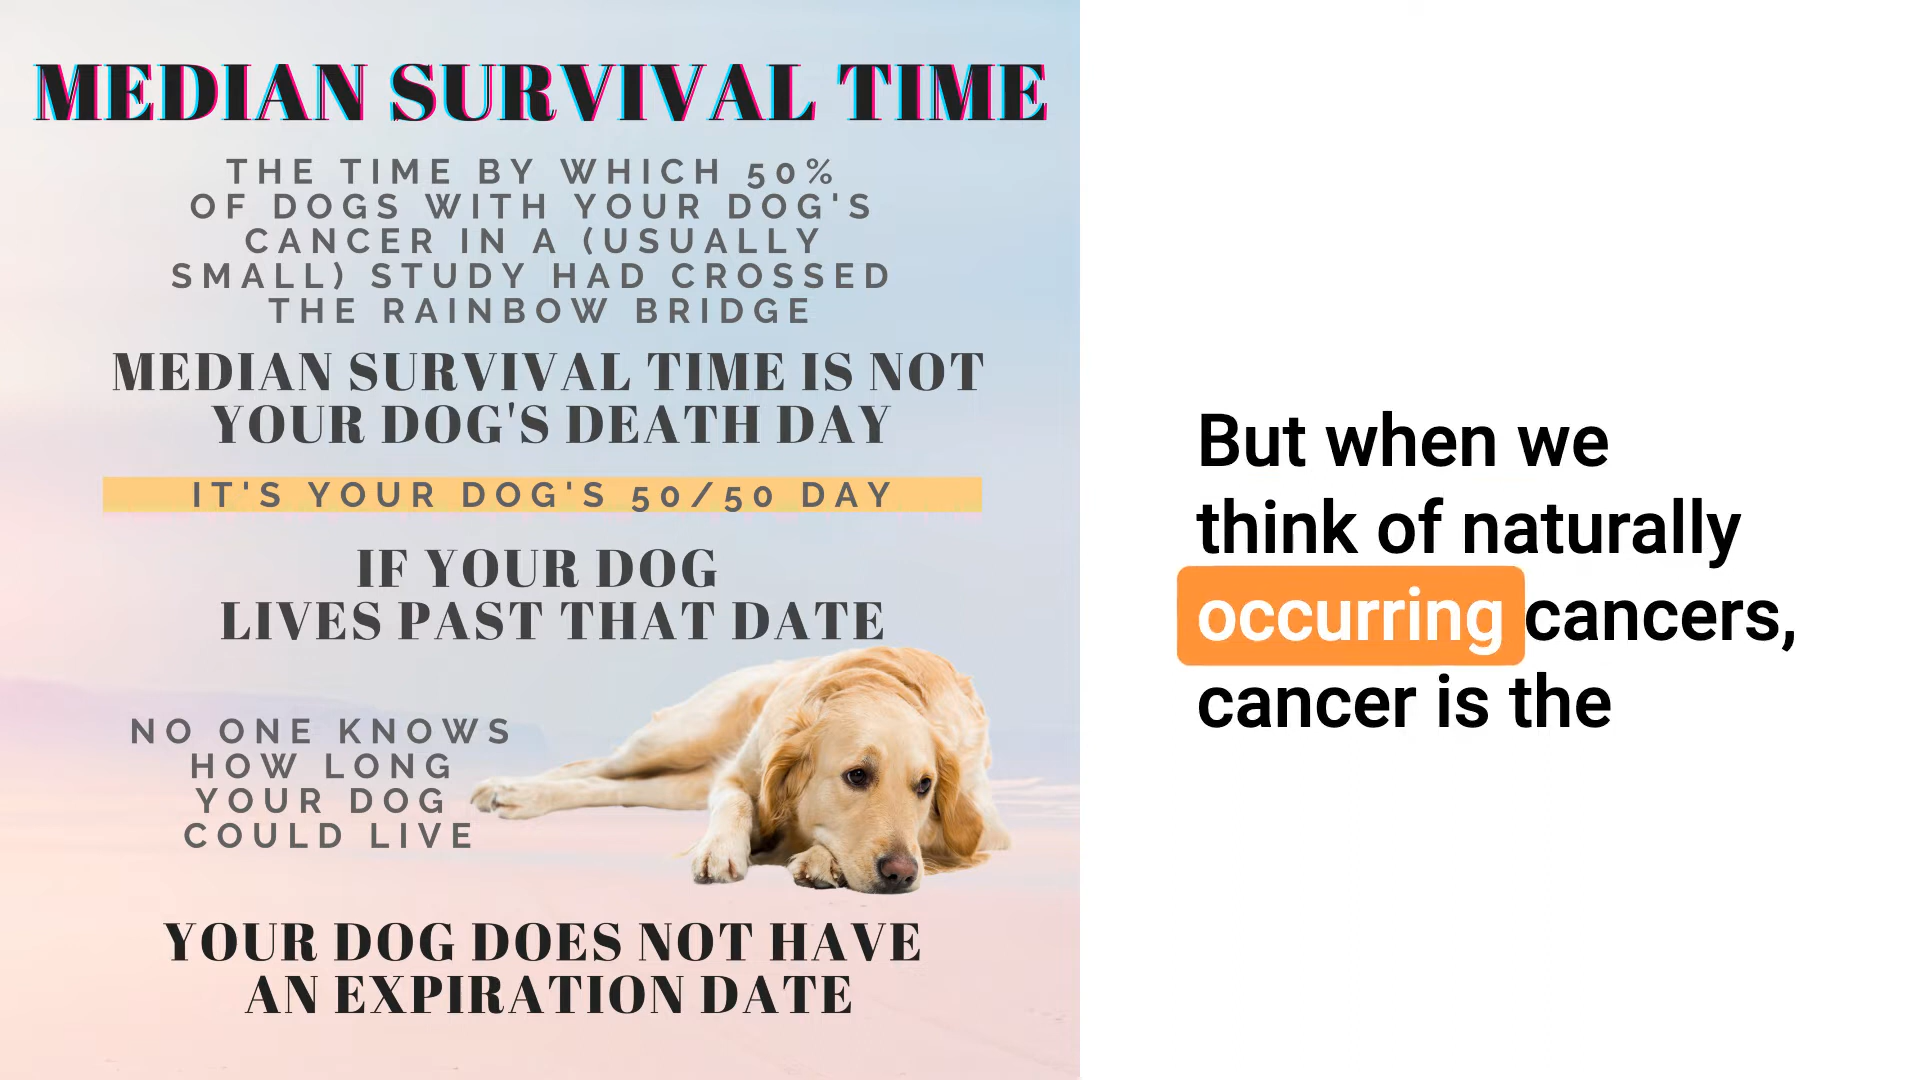 MEDIAN SURVIVAL TIME
THE TIME BY WHICH 50%
OF DOGS WITH YOUR DOG'S
CANCER IN A (USUALLY
SMALL) STUDY HAD CROSSED
THE RAINBOW BRIDGE
MEDIAN SURVIVAL TIME IS NOT
YOUR DOG'S DEATH DAY
IT'S YOUR DOG'S 50/50 DAY
IF YOUR DOG
LIVES PAST THAT DATE
NO ONE KNOWS
HOW LONG
YOUR DOG
COULD LIVE
YOUR DOG DOES NOT HAVE
AN EXPIRATION DATE
But when we
think of naturally
occurring cancers,
cancer is the